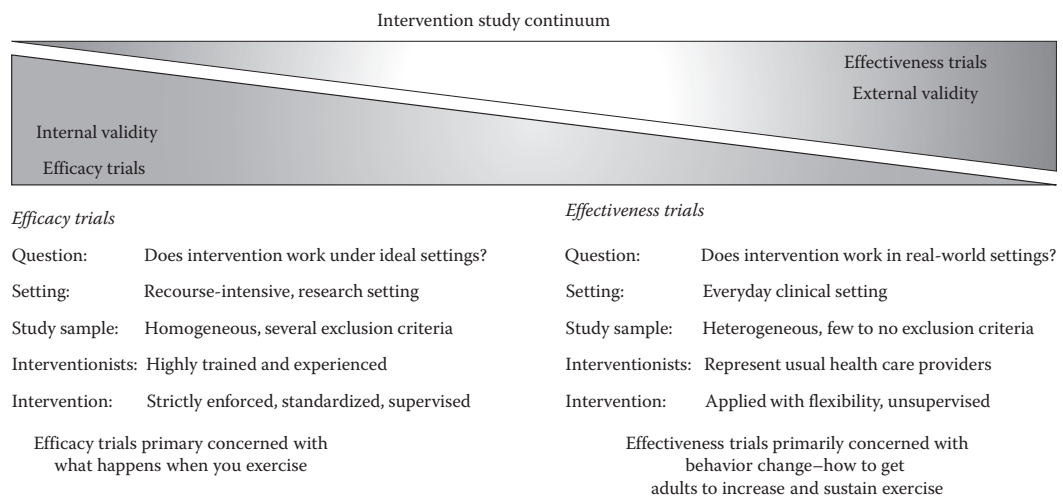 Intervention study continuum
Effectiveness trials
External validity
Internal validity
Efficacy trials
Efficacy trials
Question: Does intervention work under ideal settings?
Setting: Recourse-intensive, research setting
Study sample: Homogeneous, several exclusion criteria
Interventionists: Highly trained and experienced
Intervention: Strictly enforced, standardized, supervised
Efficacy trials primary concerned with
what happens when you exercise
Effectiveness trials
Question: Does intervention work in real-world settings?
Setting: Everyday clinical setting
Study sample: Heterogeneous, few to no exclusion criteria
Interventionists: Represent usual health care providers
Intervention: Applied with flexibility, unsupervised
Effectiveness trials primarily concerned with
behavior change–how to get
adults to increase and sustain exercise